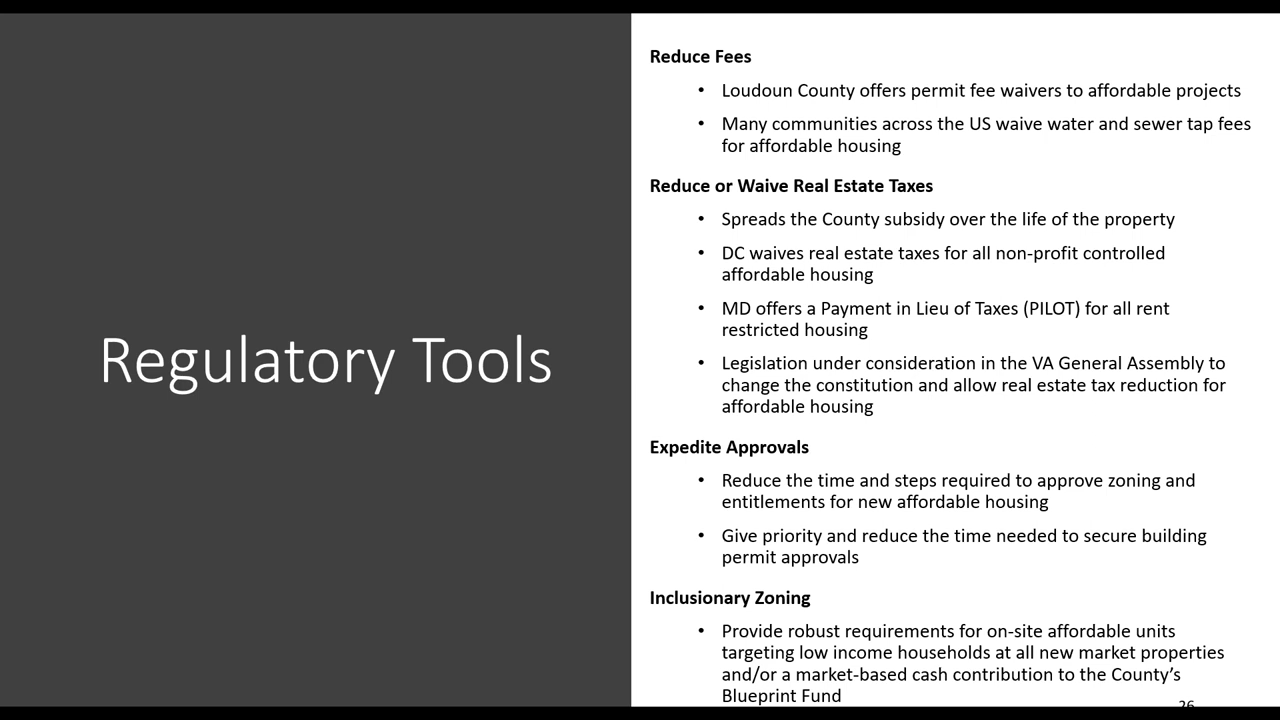 Regulatory Tools
Reduce Fees
• Loudoun County offers permit fee waivers to affordable projects
• Many communities across the US waive water and sewer tap fees
for affordable housing
Reduce or Waive Real Estate Taxes
• Spreads the County subsidy over the life of the property
• DC waives real estate taxes for all non-profit controlled
affordable housing
• MD offers a Payment in Lieu of Taxes (PILOT) for all rent
restricted housing
• Legislation under consideration in the VA General Assembly to
change the constitution and allow real estate tax reduction for
affordable housing
Expedite Approvals
• Reduce the time and steps required to approve zoning and
entitlements for new affordable housing
• Give priority and reduce the time needed to secure building
permit approvals
Inclusionary Zoning
• Provide robust requirements for on-site affordable units
targeting low income households at all new market properties
and/or a market-based cash contribution to the County’s
Blueprint Fund
26